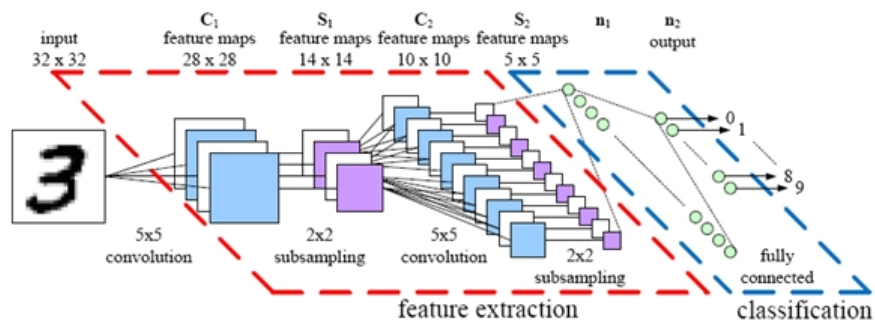 input
32 x 32
C1
feature maps
28 x 28
S1
feature maps
14 x 14
C2
feature maps
10 x 10
S2
feature maps
5 x 5
n1
n2
output
3
0
1
8
9
5x5
convolution
2x2
subsampling
5x5
convolution
2x2
subsampling
fully
connected
feature extraction
classification